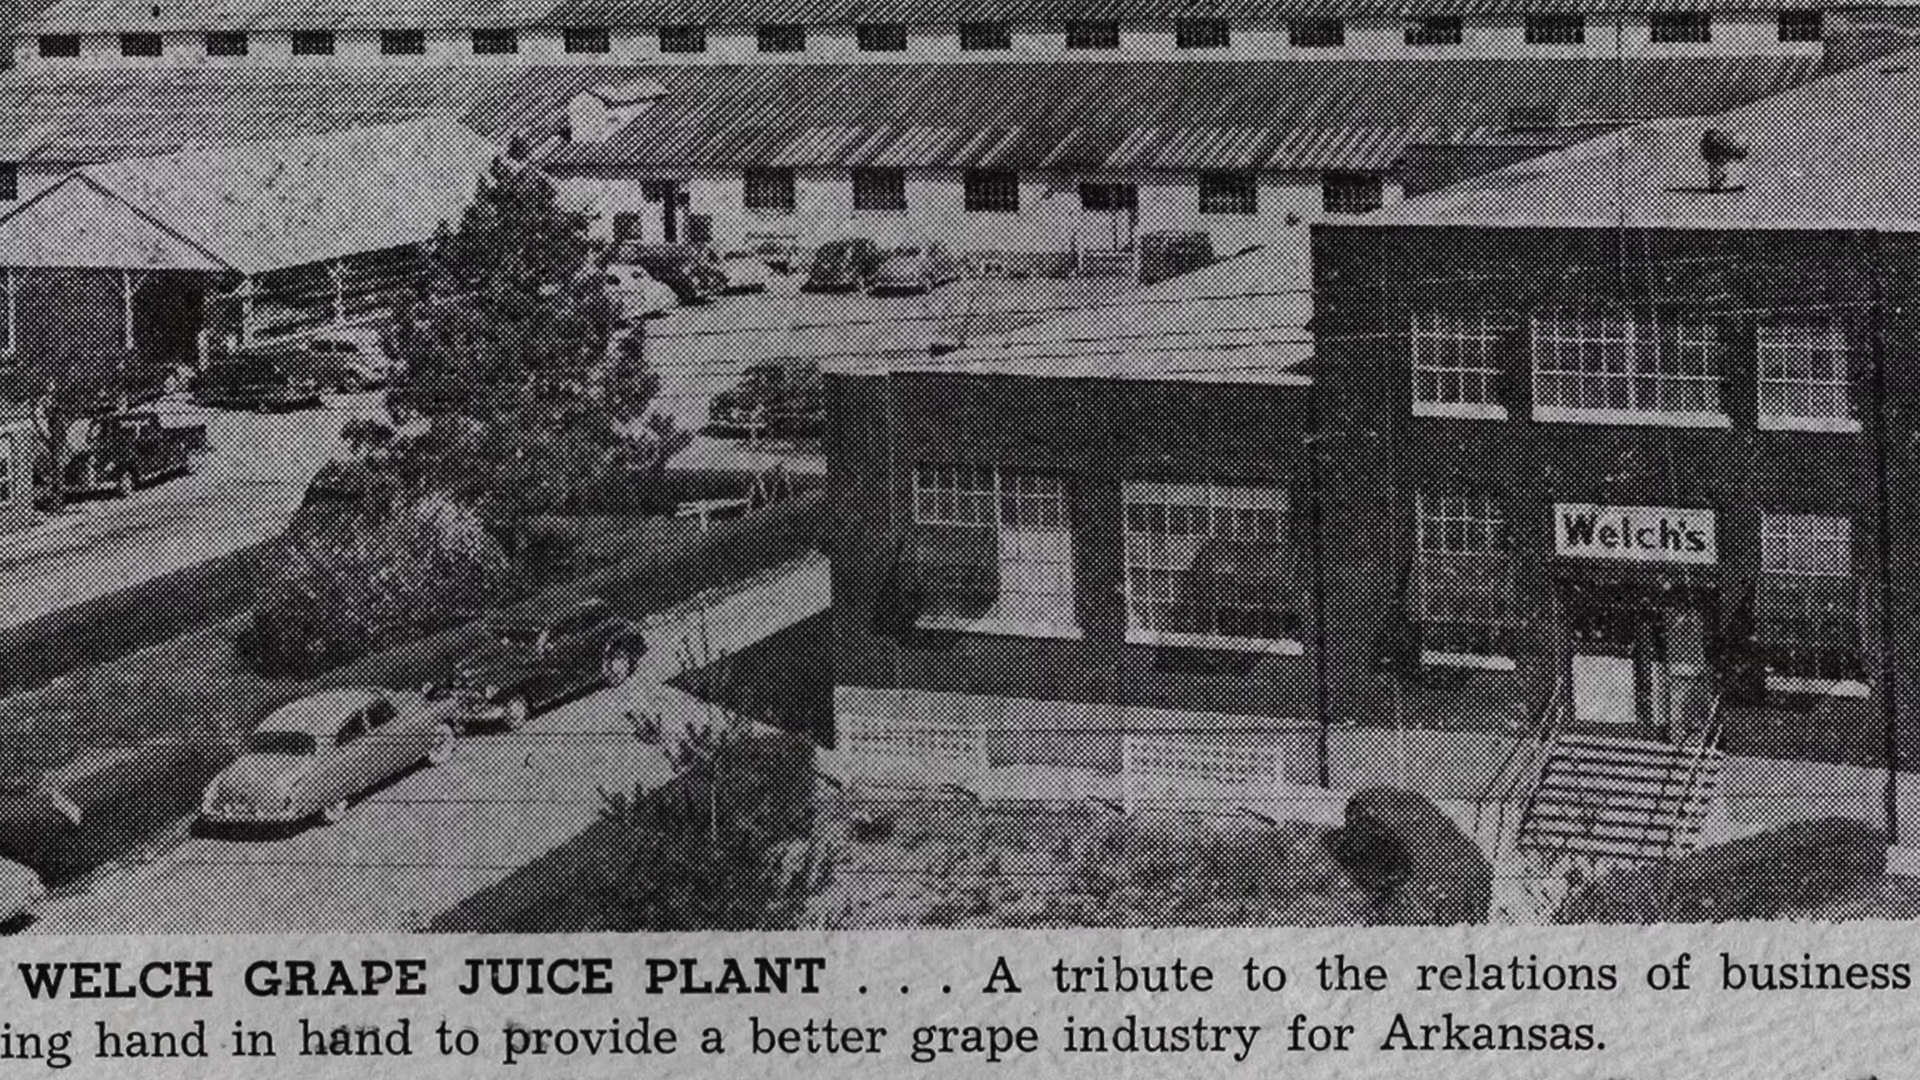 Welch's
WELCH GRAPE JUICE PLANT . . . A tribute to the relations of business
ing hand in hand to provide a better grape industry for Arkansas.